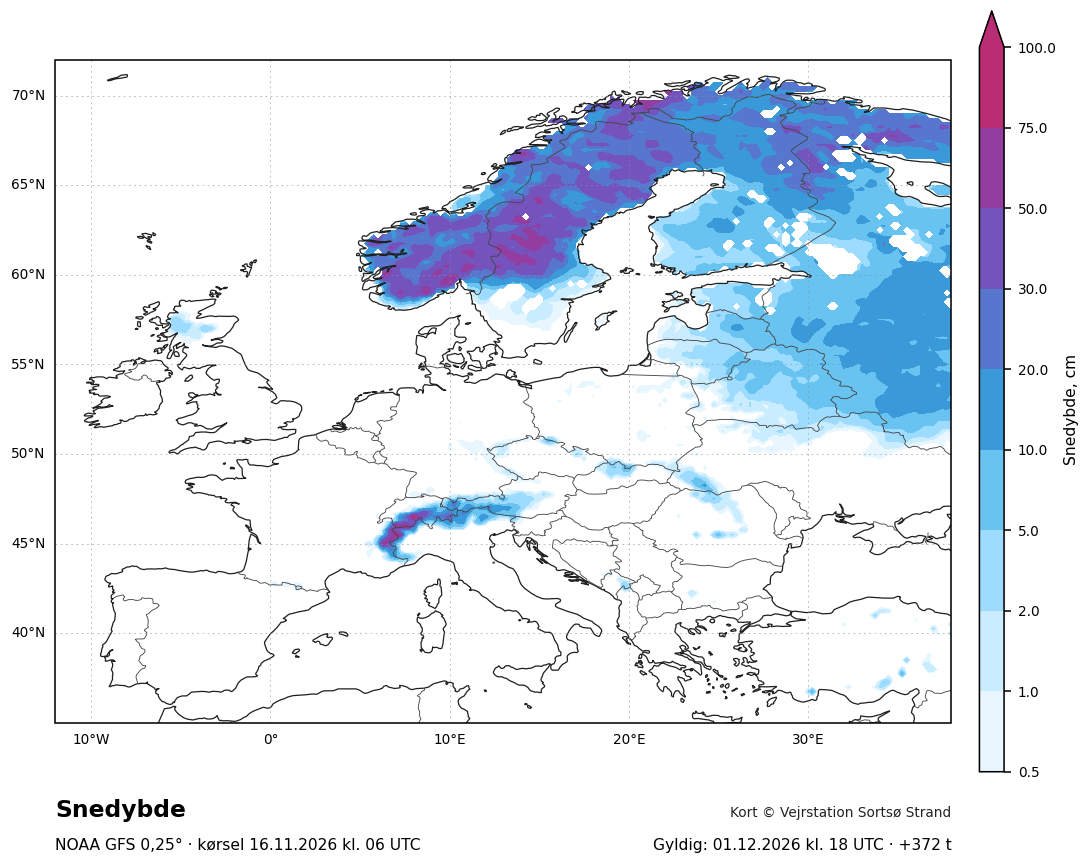 100.0
75.0
50.0
30.0
20.0
10.0
5.0
2.0
1.0
0.5
Snedybde, cm
70°N
65°N
60°N
55°N
50°N
45°N
40°N
10°W 0° 10°E 20°E 30°E
Snedybde
Kort © Vejrstation Sortsø Strand
NOAA GFS 0,25° · kørsel 16.11.2026 kl. 06 UTC
Gyldig: 01.12.2026 kl. 18 UTC · +372 t